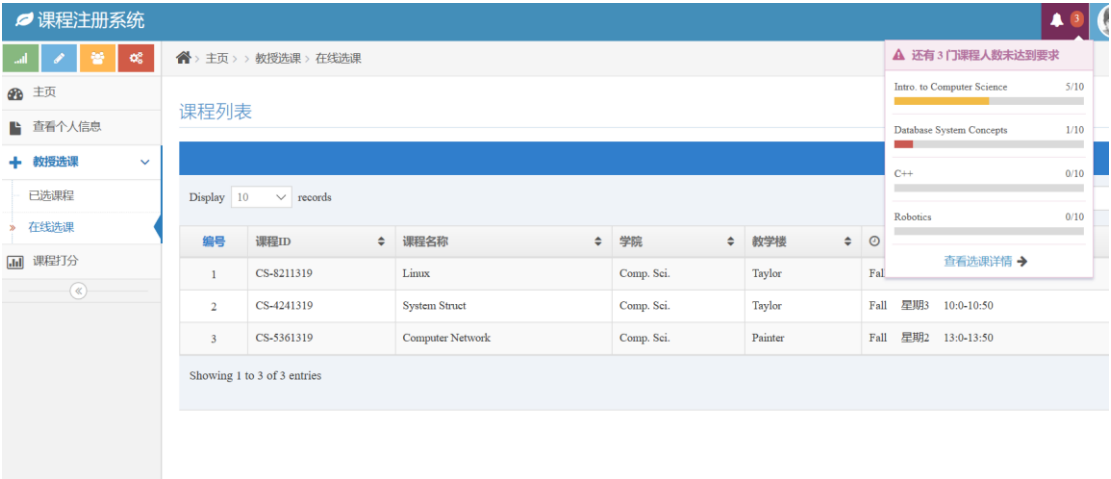 课程注册系统
3
主页 > > 教授选课 > 在线选课
主页
查看个人信息
教授选课
已选课程
在线选课
课程打分
课程列表
Display 10 records
编号 课程ID 课程名称 学院 教学楼
1 CS-8211319 Linux Comp. Sci. Taylor Fal
2 CS-4241319 System Struct Comp. Sci. Taylor Fall 星期3 10:0-10:50
3 CS-5361319 Computer Network Comp. Sci. Painter Fall 星期2 13:0-13:50
Showing 1 to 3 of 3 entries
还有 3 门课程人数未达到要求
Intro. to Computer Science 5/10
Database System Concepts 1/10
C++ 0/10
Robotics 0/10
查看选课详情